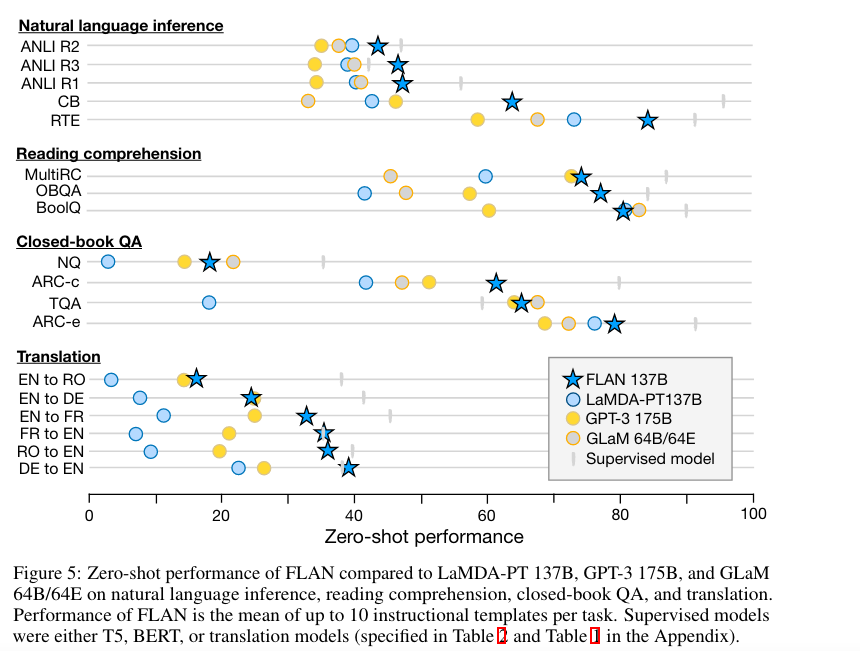 Natural language inference
ANLI R2
ANLI R3
ANLI R1
CB
RTE
Reading comprehension
MultiRC
OBQA
BoolQ
Closed-book QA
NQ
ARC-c
TQA
ARC-e
Translation
EN to RO
EN to DE
EN to FR
FR to EN
RO to EN
DE to EN
FLAN 137B
LaMDA-PT137B
GPT-3 175B
GLaM 64B/64E
Supervised model
0 20 40 60 80 100
Zero-shot performance
Figure 5: Zero-shot performance of FLAN compared to LaMDA-PT 137B, GPT-3 175B, and GLaM
64B/64E on natural language inference, reading comprehension, closed-book QA, and translation.
Performance of FLAN is the mean of up to 10 instructional templates per task. Supervised models
were either T5, BERT, or translation models (specified in Table 2 and Table 1 in the Appendix).